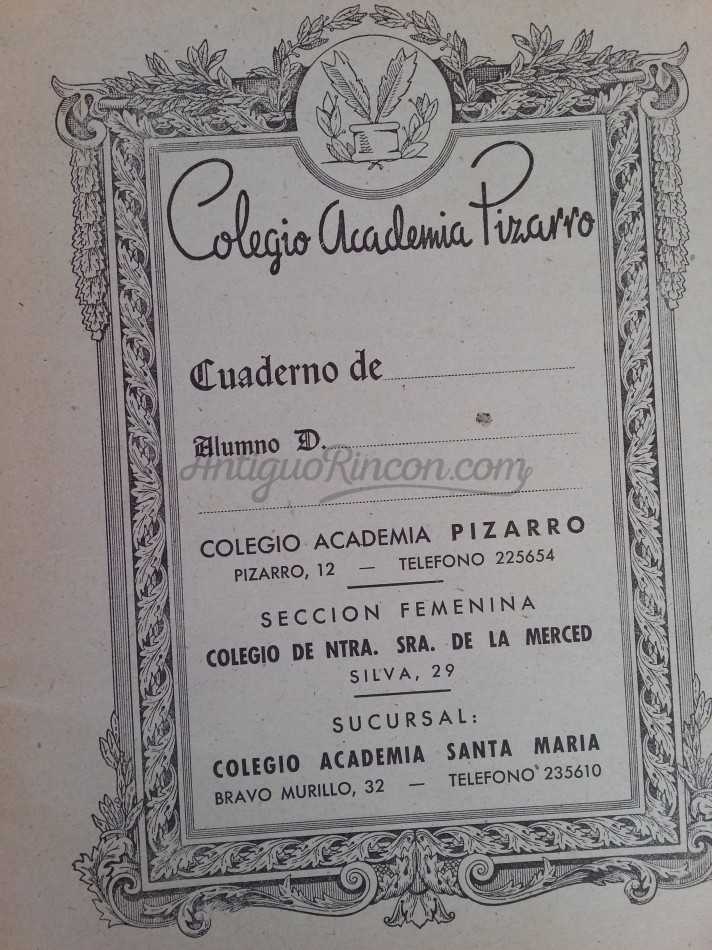 Colegio Academia Pizarro
Cuaderno de
Alumno D.
AntiguoRincon.com
COLEGIO ACADEMIA PIZARRO
PIZARRO, 12 — TELEFONO 225654
SECCION FEMENINA
COLEGIO DE NTRA. SRA. DE LA MERCED
SILVA, 29
SUCURSAL:
COLEGIO ACADEMIA SANTA MARIA
BRAVO MURILLO, 32 — TELEFONO 235610